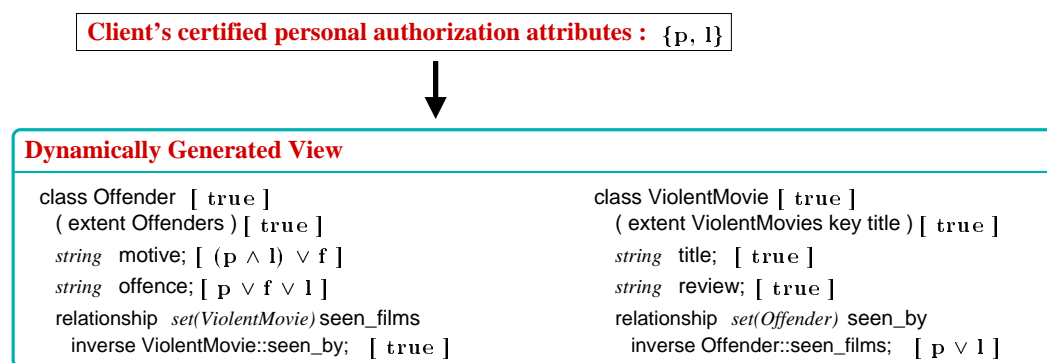 Client's certified personal authorization attributes : {p, l}
Dynamically Generated View
class Offender [ true ]
( extent Offenders ) [ true ]
string motive; [ (p ∧ l) ∨ f ]
string offence; [ p ∨ f ∨ l ]
relationship set(ViolentMovie) seen_films
inverse ViolentMovie::seen_by; [ true ]
class ViolentMovie [ true ]
( extent ViolentMovies key title ) [ true ]
string title; [ true ]
string review; [ true ]
relationship set(Offender) seen_by
inverse Offender::seen_films; [ p ∨ l ]